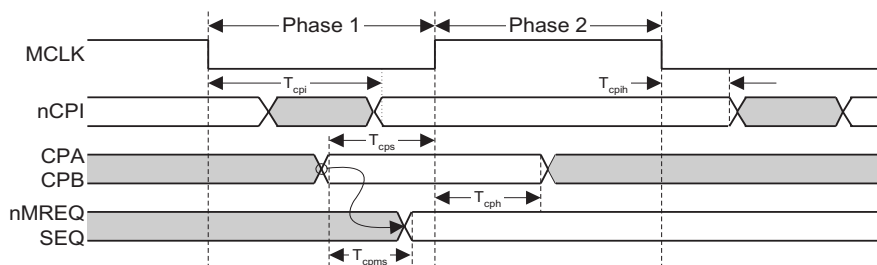 Phase 1 Phase 2
MCLK
Tcpi Tcpih
nCPI
Tcps
CPA
CPB
Tcph
nMREQ
SEQ
Tcpms